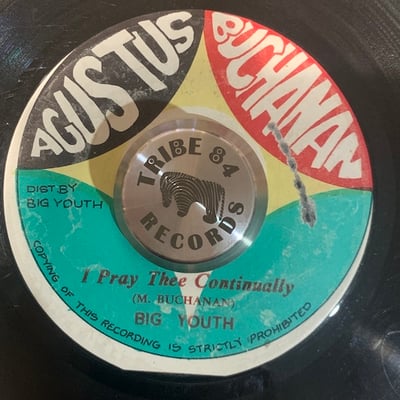 AGUSTUS
BUCHANAN
DIST BY
BIG YOUTH
TRIBE 84
RECORDS
I Pray Thee Continually
(M. BUCHANAN)
BIG YOUTH
COPYING OF THIS RECORDING IS STRICTLY PROHIBITED